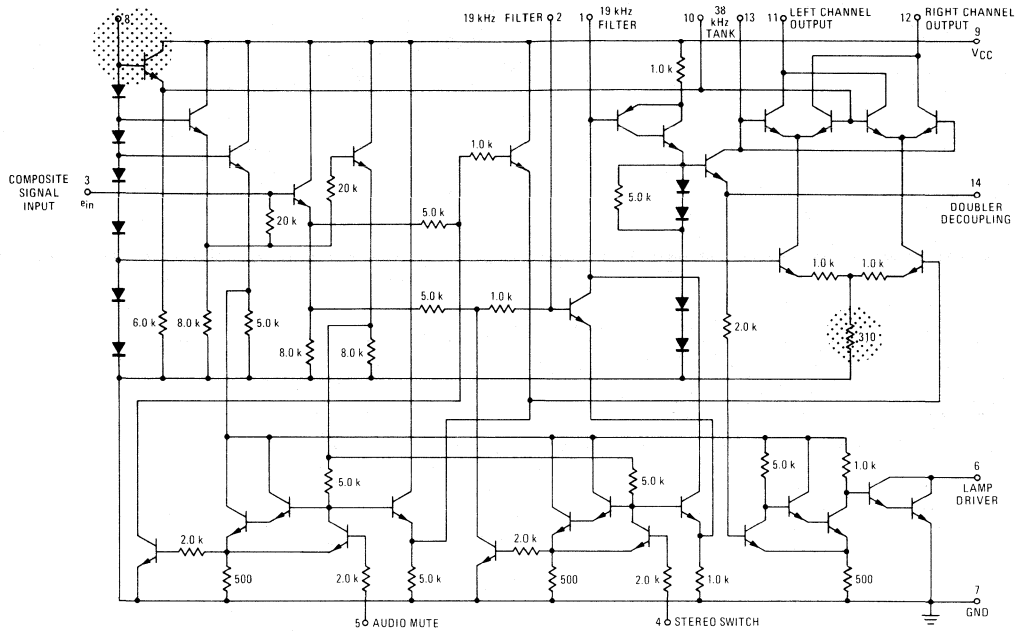 8
19 kHz FILTER 2
1 19 kHz
FILTER
10
38
kHz
TANK
13
11 LEFT CHANNEL
OUTPUT
12 RIGHT CHANNEL
OUTPUT
9
VCC
1.0 k
1.0 k
3
COMPOSITE
SIGNAL
INPUT
ein
20 k
20 k
5.0 k
5.0 k
14
DOUBLER
DECOUPLING
1.0 k
1.0 k
5.0 k
1.0 k
6.0 k
8.0 k
5.0 k
8.0 k
8.0 k
2.0 k
310
5.0 k
5.0 k
5.0 k
1.0 k
6
LAMP
DRIVER
2.0 k
2.0 k
500
2.0 k
5.0 k
500
2.0 k
1.0 k
500
7
GND
5 AUDIO MUTE
4 STEREO SWITCH